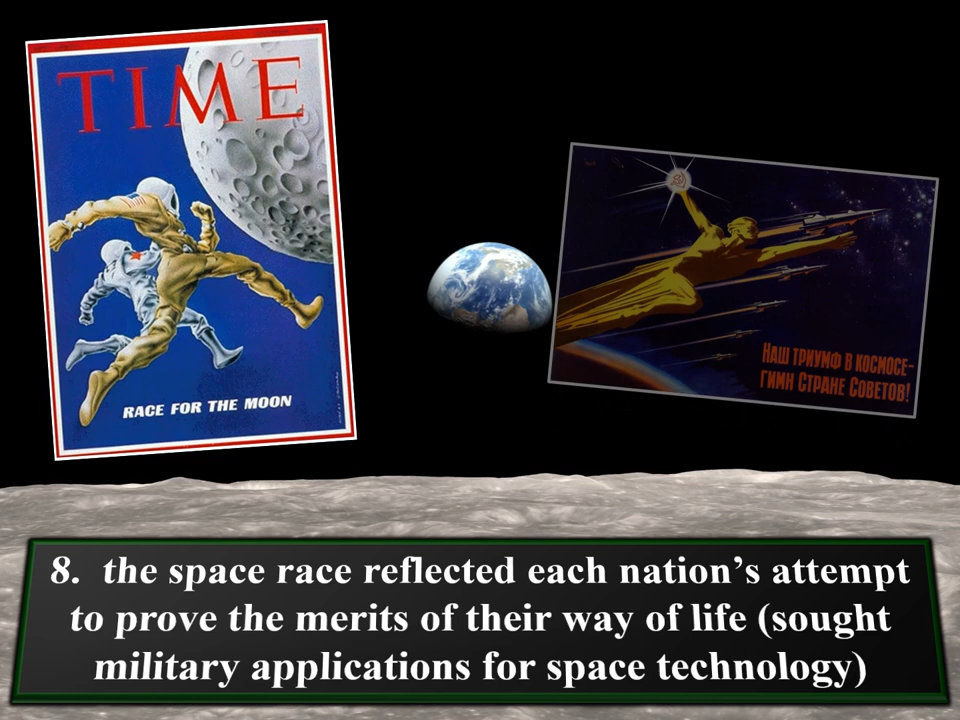 TIME
RACE FOR THE MOON
НАШ ТРИУМФ В КОСМОСЕ-
ГИМН СТРАНЕ СОВЕТОВ!
8. the space race reflected each nation’s attempt
to prove the merits of their way of life (sought
military applications for space technology)